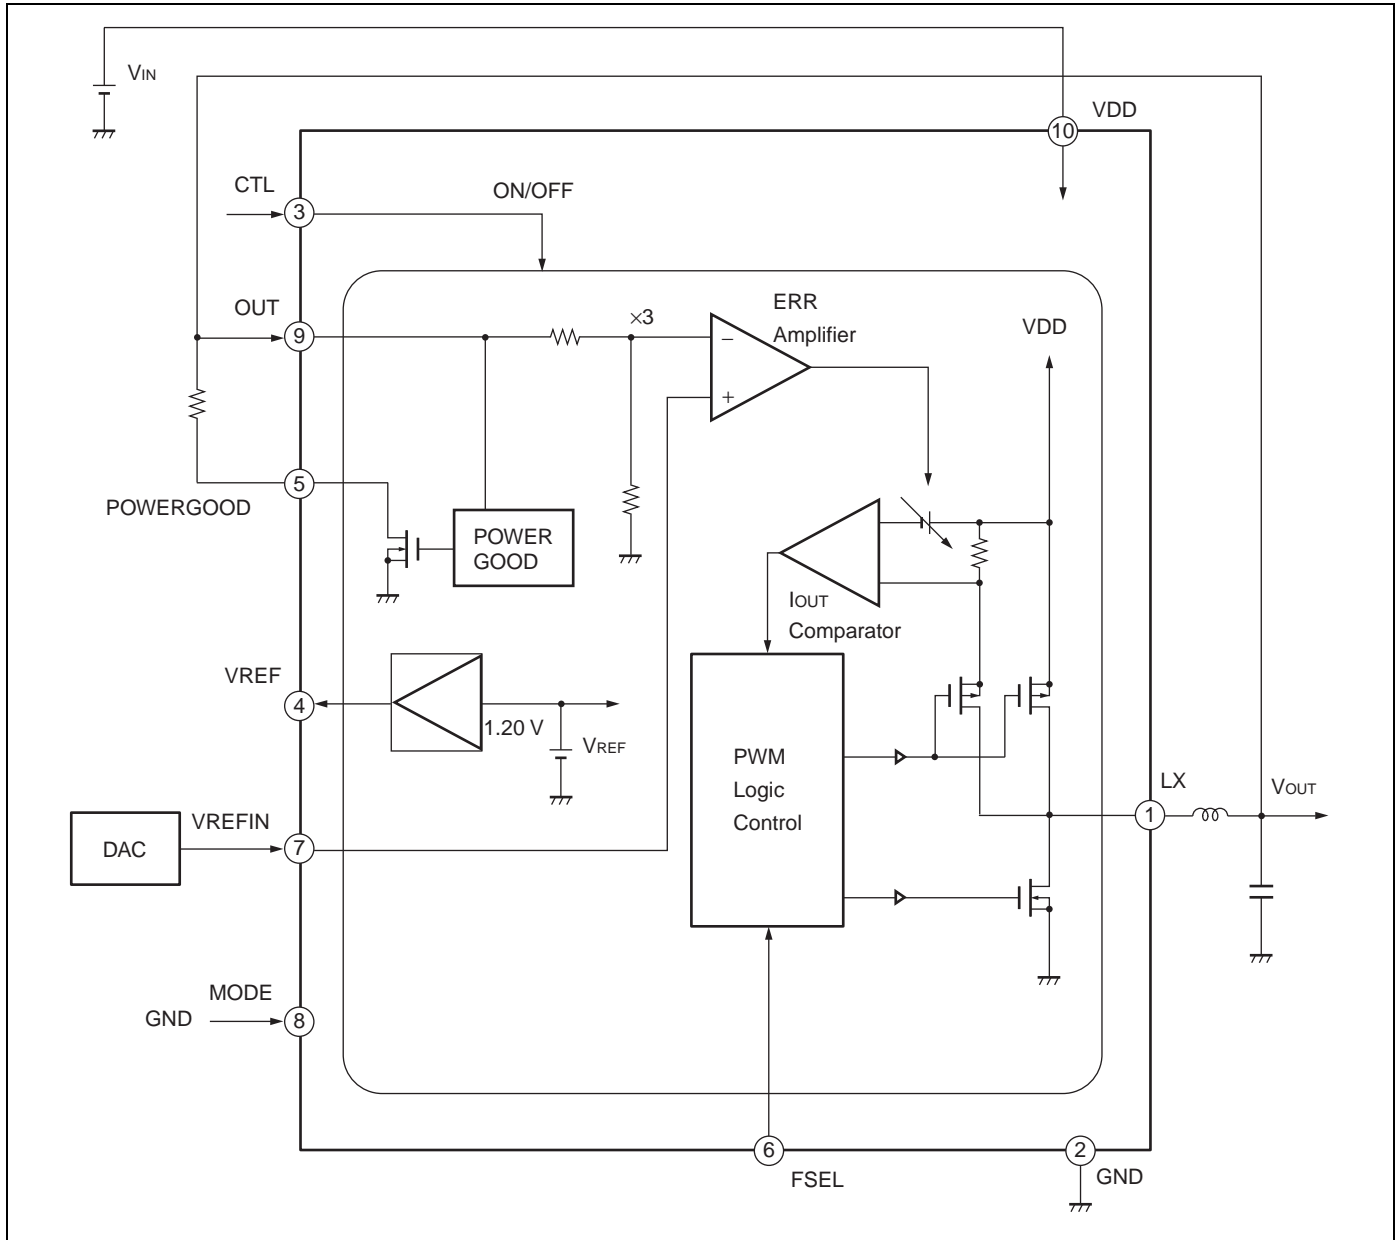 VIN
VDD
10
CTL
3
ON/OFF
OUT
9
×3
ERR
Amplifier
−
+
VDD
5
POWERGOOD
POWER
GOOD
IOUT
Comparator
VREF
4
1.20 V
VREF
PWM
Logic
Control
LX
1
VOUT
DAC
VREFIN
7
MODE
GND
8
6
FSEL
2
GND